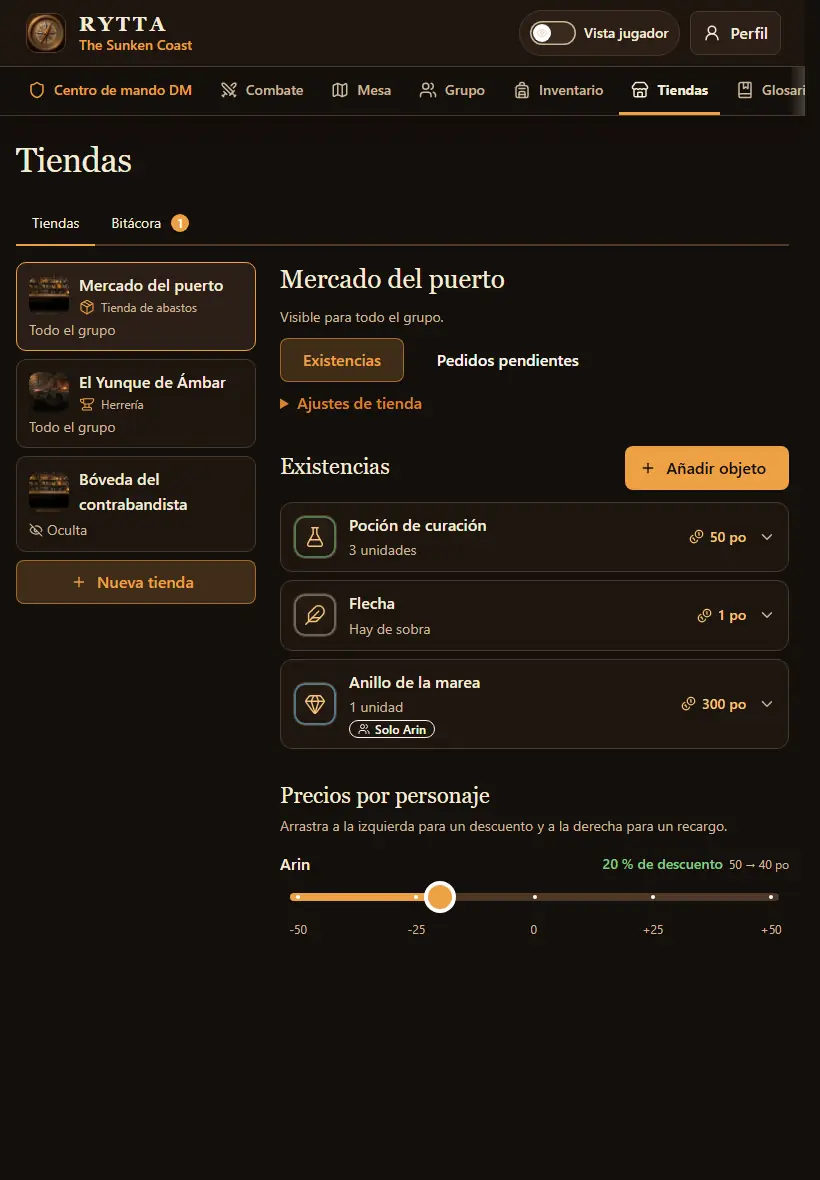 RYTTA
The Sunken Coast
Vista jugador
Perfil
Centro de mando DM
Combate
Mesa
Grupo
Inventario
Tiendas
Glosari
Tiendas
Tiendas
Bitácora 1
Mercado del puerto
Tienda de abastos
Todo el grupo
El Yunque de Ámbar
Herrería
Todo el grupo
Bóveda del
contrabandista
Oculta
+ Nueva tienda
Mercado del puerto
Visible para todo el grupo.
Existencias
Pedidos pendientes
Ajustes de tienda
Existencias
+ Añadir objeto
Poción de curación
3 unidades
50 po
Flecha
Hay de sobra
1 po
Anillo de la marea
1 unidad
Solo Arin
300 po
Precios por personaje
Arrastra a la izquierda para un descuento y a la derecha para un recargo.
Arin
20 % de descuento 50 → 40 po
-50 -25 0 +25 +50